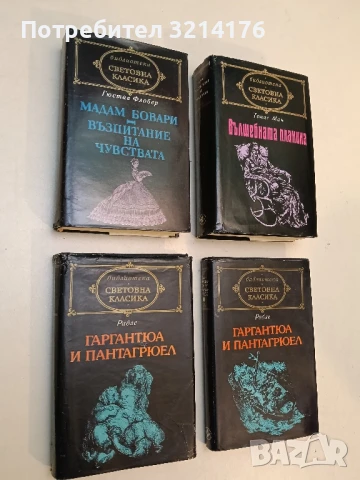 Потребител 3214176
библиотека
СВЕТОВНА
КЛАСИКА
Гюстав Флобер
МАДАМ БОВАРИ
ВЪЗПИТАНИЕ
НА
ЧУВСТВАТА
библиотека
СВЕТОВНА
КЛАСИКА
Томас Ман
Вълшебната планина
библиотека
СВЕТОВНА
КЛАСИКА
Рабле
ГАРГАНТЮА
И ПАНТАГРЮЕЛ
библиотека
СВЕТОВНА
КЛАСИКА
Рабле
ГАРГАНТЮА
И ПАНТАГРЮЕЛ
BAZAR